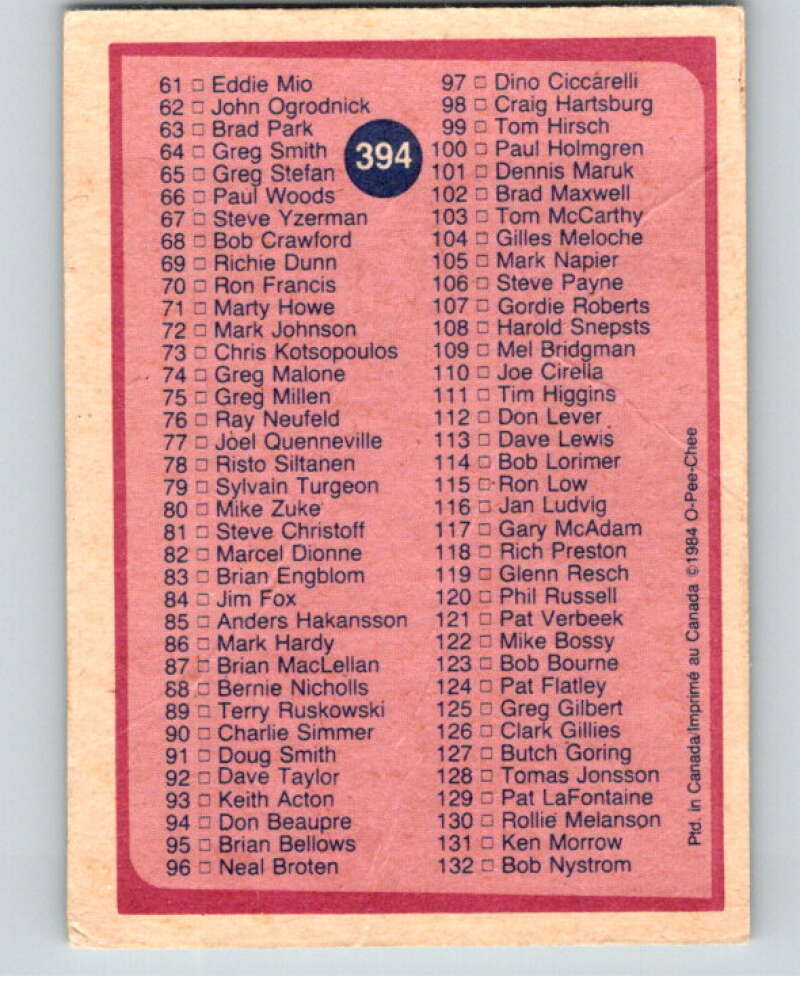 61 □ Eddie Mio
62 □ John Ogrodnick
63 □ Brad Park
64 □ Greg Smith
65 □ Greg Stefan
66 □ Paul Woods
67 □ Steve Yzerman
68 □ Bob Crawford
69 □ Richie Dunn
70 □ Ron Francis
71 □ Marty Howe
72 □ Mark Johnson
73 □ Chris Kotsopoulos
74 □ Greg Malone
75 □ Greg Millen
76 □ Ray Neufeld
77 □ Joel Quenneville
78 □ Risto Siltanen
79 □ Sylvain Turgeon
80 □ Mike Zuke
81 □ Steve Christoff
82 □ Marcel Dionne
83 □ Brian Engblom
84 □ Jim Fox
85 □ Anders Hakansson
86 □ Mark Hardy
87 □ Brian MacLellan
88 □ Bernie Nicholls
89 □ Terry Ruskowski
90 □ Charlie Simmer
91 □ Doug Smith
92 □ Dave Taylor
93 □ Keith Acton
94 □ Don Beaupre
95 □ Brian Bellows
96 □ Neal Broten
394
97 □ Dino Ciccarelli
98 □ Craig Hartsburg
99 □ Tom Hirsch
100 □ Paul Holmgren
101 □ Dennis Maruk
102 □ Brad Maxwell
103 □ Tom McCarthy
104 □ Gilles Meloche
105 □ Mark Napier
106 □ Steve Payne
107 □ Gordie Roberts
108 □ Harold Snepsts
109 □ Mel Bridgman
110 □ Joe Cirella
111 □ Tim Higgins
112 □ Don Lever
113 □ Dave Lewis
114 □ Bob Lorimer
115 □ Ron Low
116 □ Jan Ludvig
117 □ Gary McAdam
118 □ Rich Preston
119 □ Glenn Resch
120 □ Phil Russell
121 □ Pat Verbeek
122 □ Mike Bossy
123 □ Bob Bourne
124 □ Pat Flatley
125 □ Greg Gilbert
126 □ Clark Gillies
127 □ Butch Goring
128 □ Tomas Jonsson
129 □ Pat LaFontaine
130 □ Rollie Melanson
131 □ Ken Morrow
132 □ Bob Nystrom
Ptd. in Canada/Imprimé au Canada ©1984 O-Pee-Chee